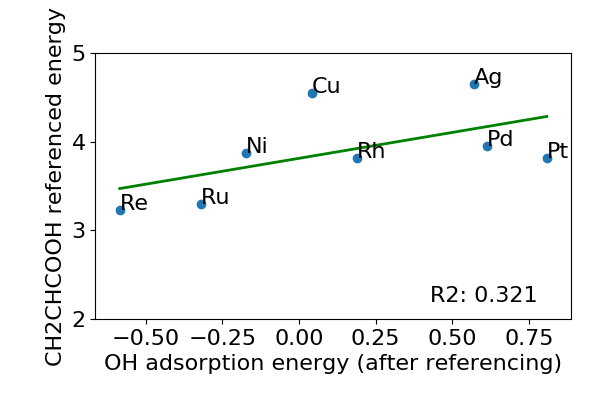 CH2CHCOOH referenced energy
5
4
3
2
Cu
Ag
Ni
Rh
Pd
Pt
Re
Ru
R2: 0.321
−0.50
−0.25
0.00
0.25
0.50
0.75
OH adsorption energy (after referencing)